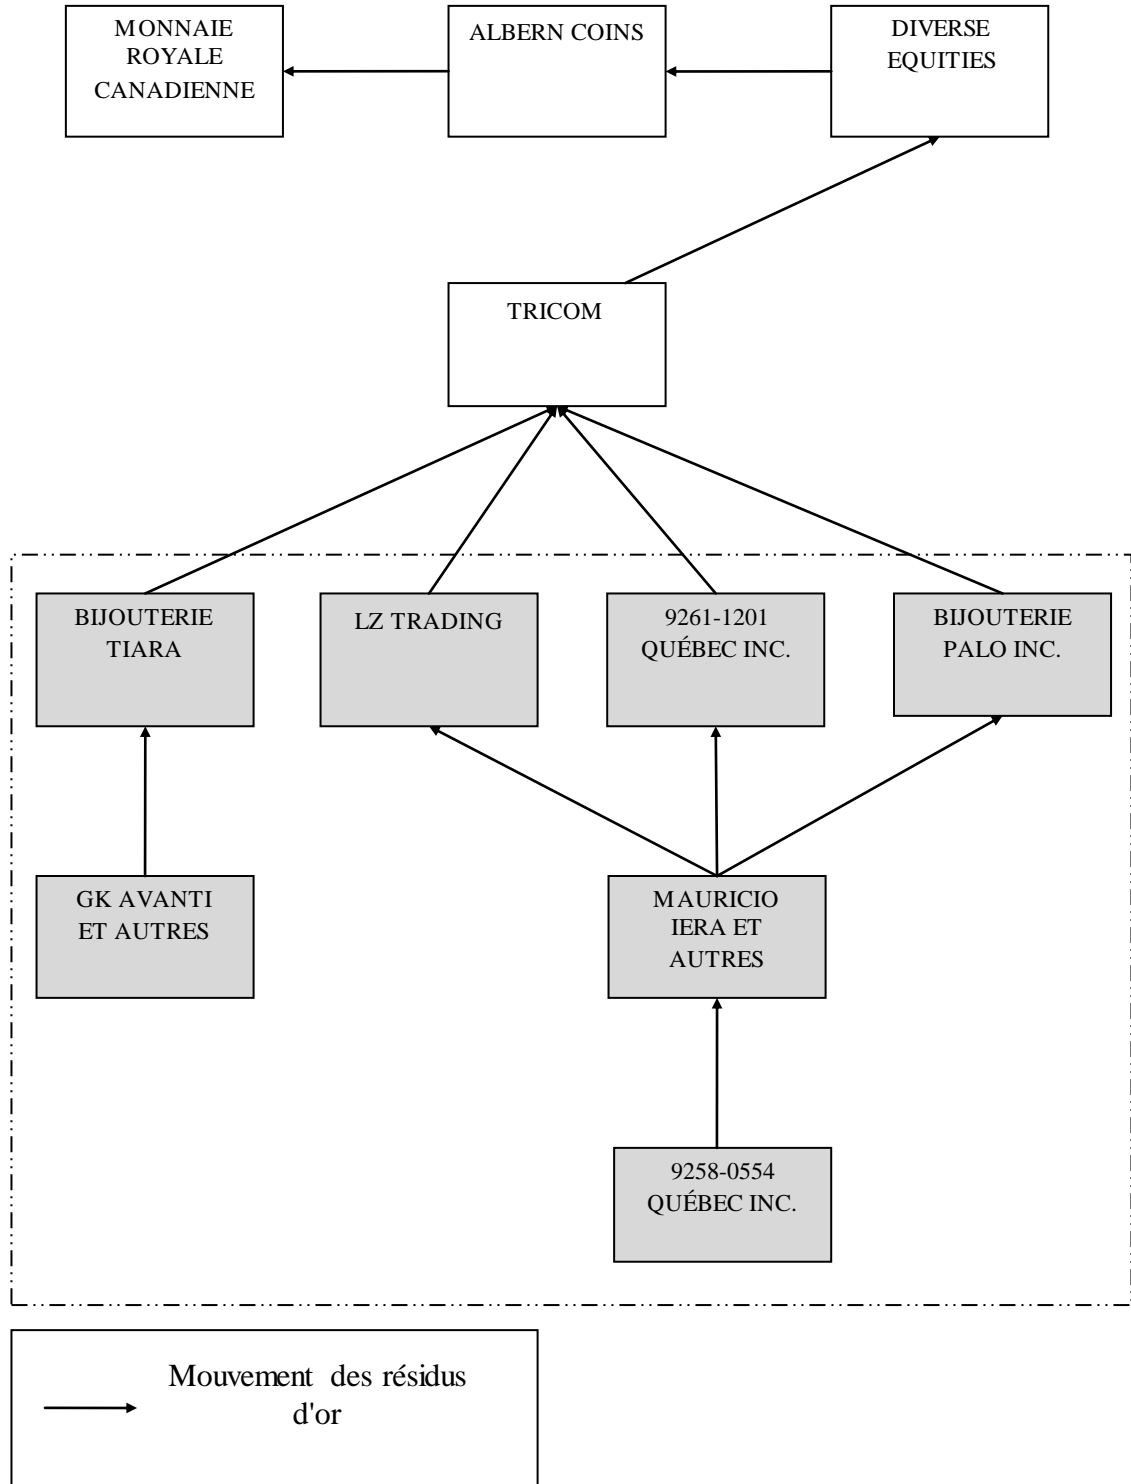 MONNAIE
ROYALE
CANADIENNE
ALBERN COINS
DIVERSE
EQUITIES
TRICOM
BIJOUTERIE
TIARA
LZ TRADING
9261-1201
QUÉBEC INC.
BIJOUTERIE
PALO INC.
GK AVANTI
ET AUTRES
MAURICIO
IERA ET
AUTRES
9258-0554
QUÉBEC INC.
Mouvement des résidus
d'or